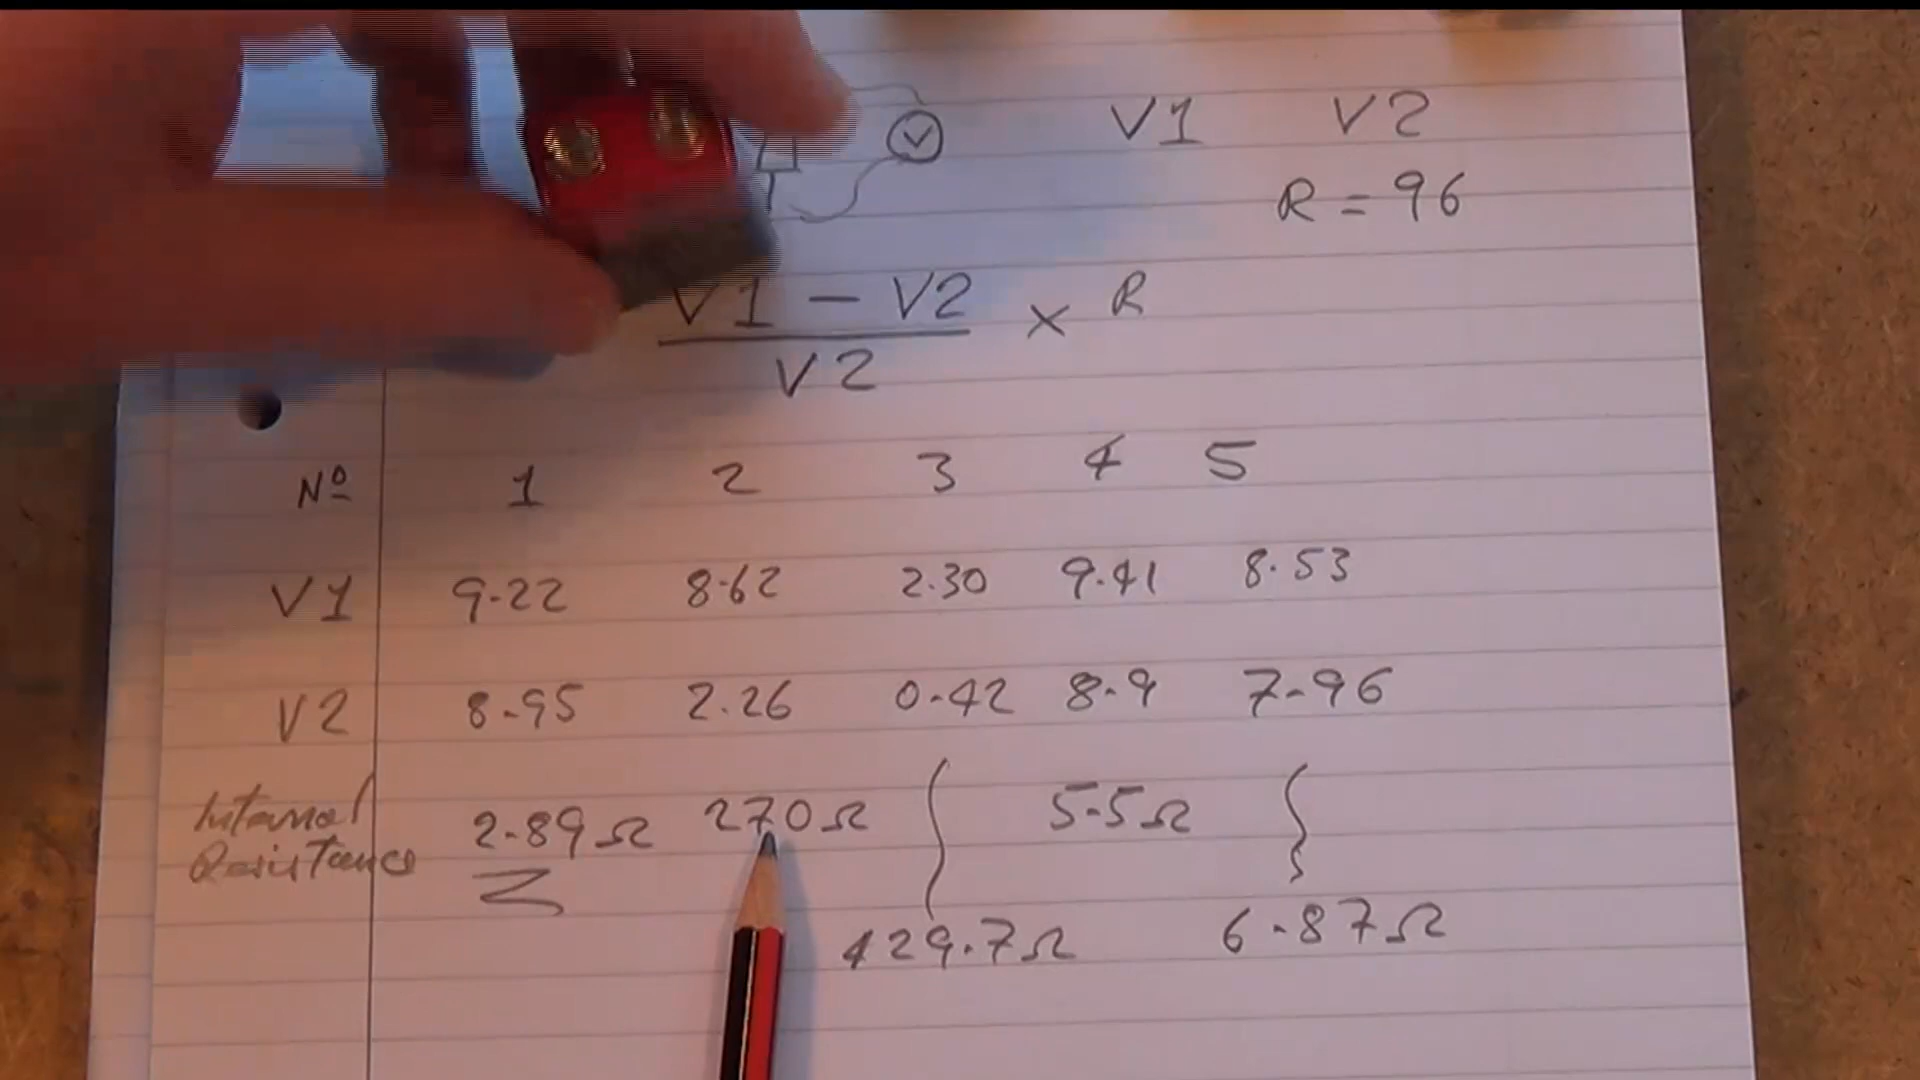 V
V1 V2
R = 96
V1 - V2
V2
× R
Nº 1 2 3 4 5
V1 9.22 8.62 2.30 9.41 8.53
V2 8.95 2.26 0.42 8.9 7.96
Internal
Resistance
2.89Ω 270Ω 5.5Ω
429.7Ω 6.87Ω